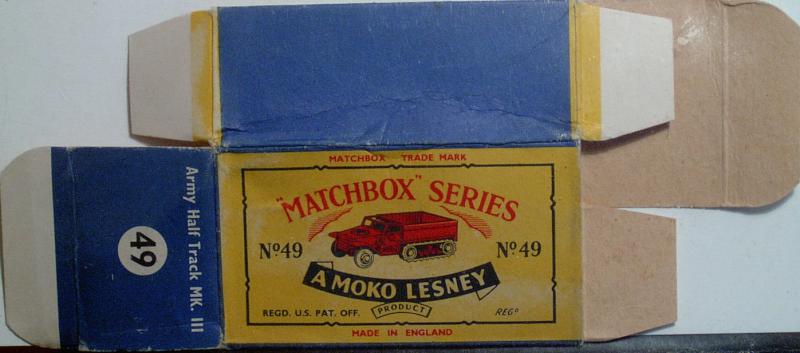 MATCHBOX TRADE MARK
"MATCHBOX" SERIES
Nº49 Nº49
A MOKO LESNEY
PRODUCT
REGD. U.S. PAT. OFF. REGD
MADE IN ENGLAND
Army Half Track MK. III
49